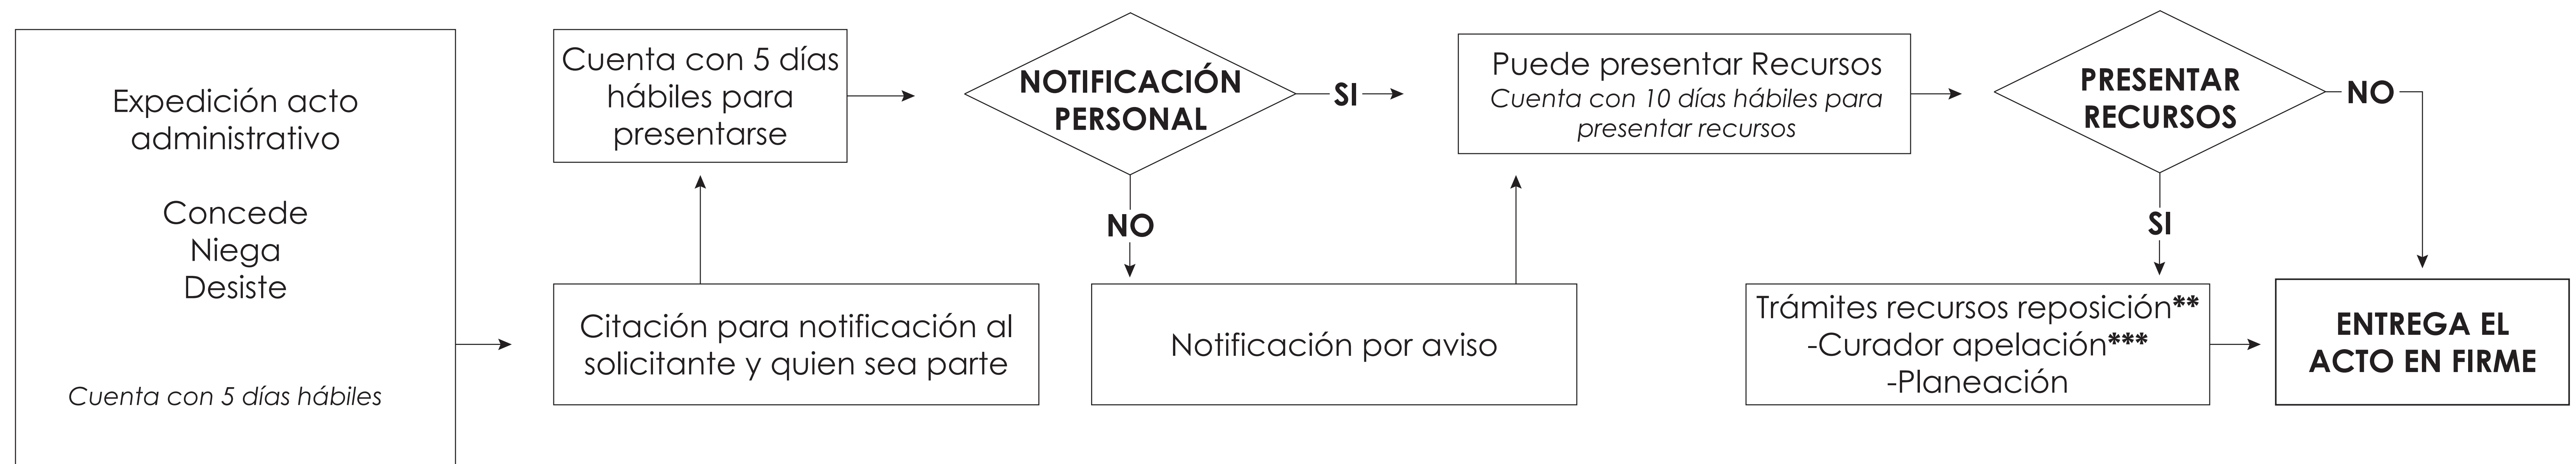 Expedición acto
administrativo
Concede
Niega
Desiste
Cuenta con 5 días hábiles
Citación para notificación al
solicitante y quien sea parte
Cuenta con 5 días
hábiles para
presentarse
NOTIFICACIÓN
PERSONAL
SI
NO
Notificación por aviso
Puede presentar Recursos
Cuenta con 10 días hábiles para
presentar recursos
PRESENTAR
RECURSOS
NO
SI
Trámites recursos reposición**
-Curador apelación***
-Planeación
ENTREGA EL
ACTO EN FIRME